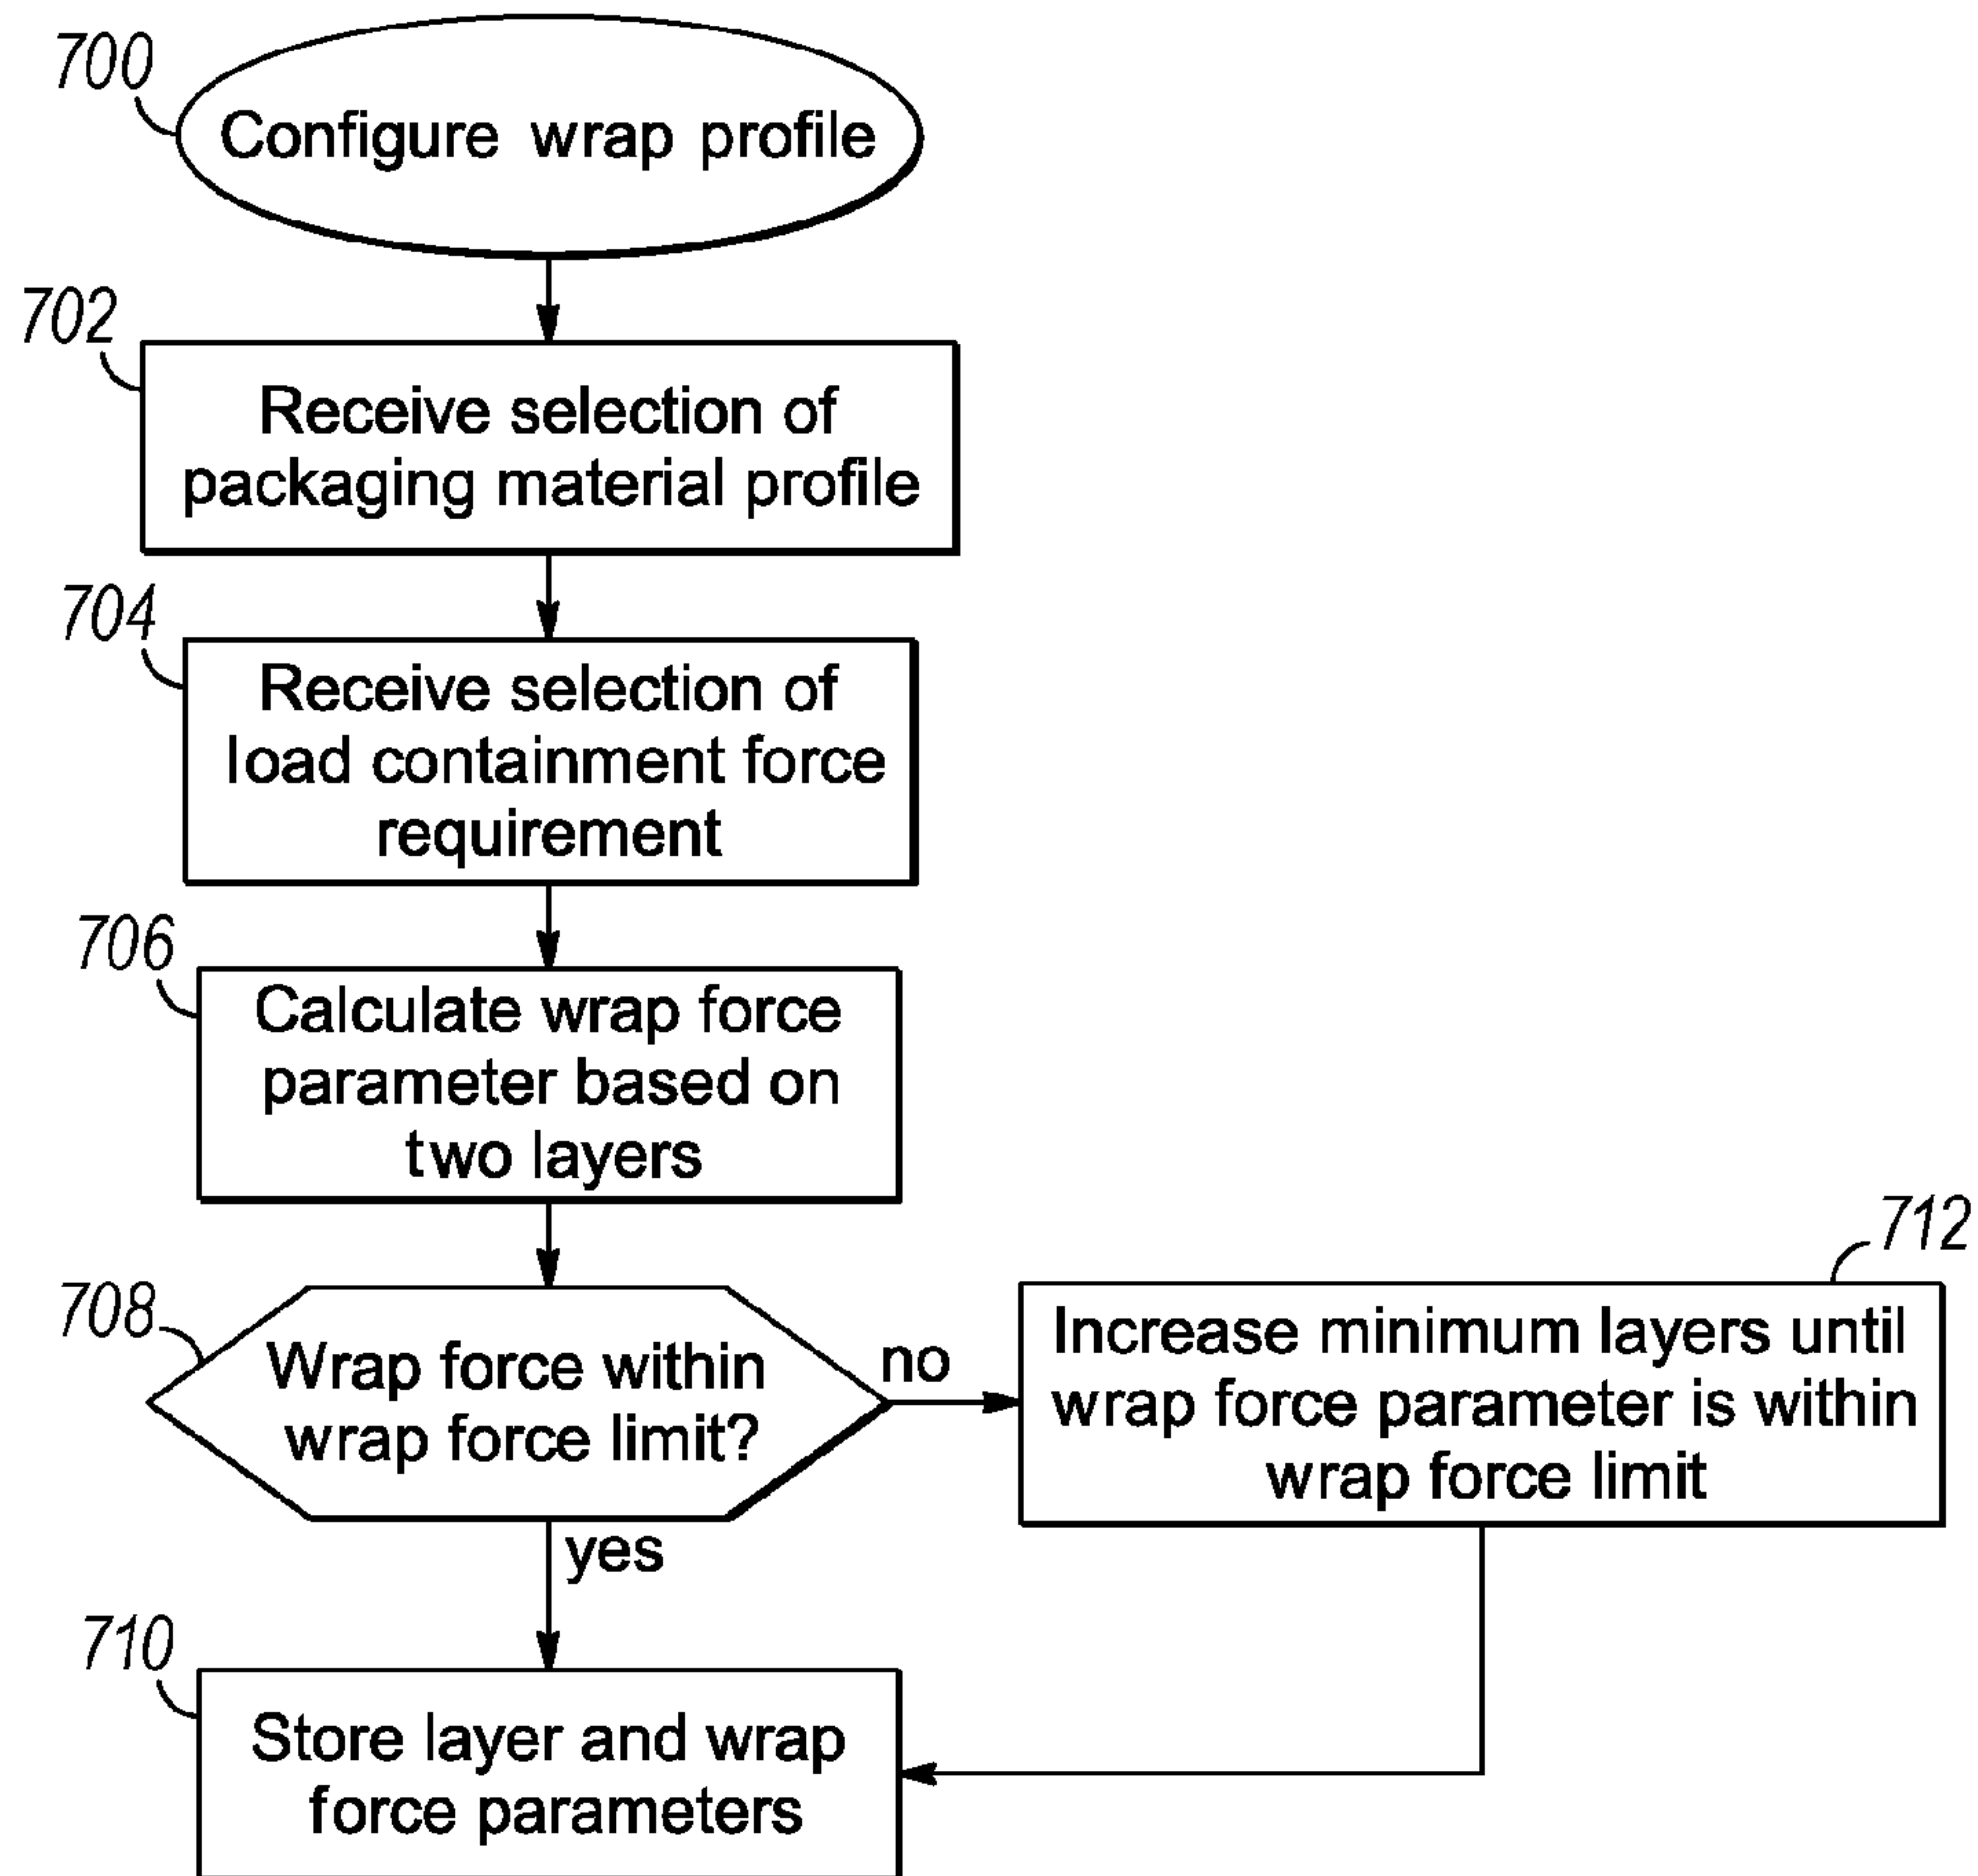 700
Configure wrap profile
702
Receive selection of
packaging material profile
704
Receive selection of
load containment force
requirement
706
Calculate wrap force
parameter based on
two layers
708
Wrap force within
wrap force limit?
no
712
Increase minimum layers until
wrap force parameter is within
wrap force limit
yes
710
Store layer and wrap
force parameters